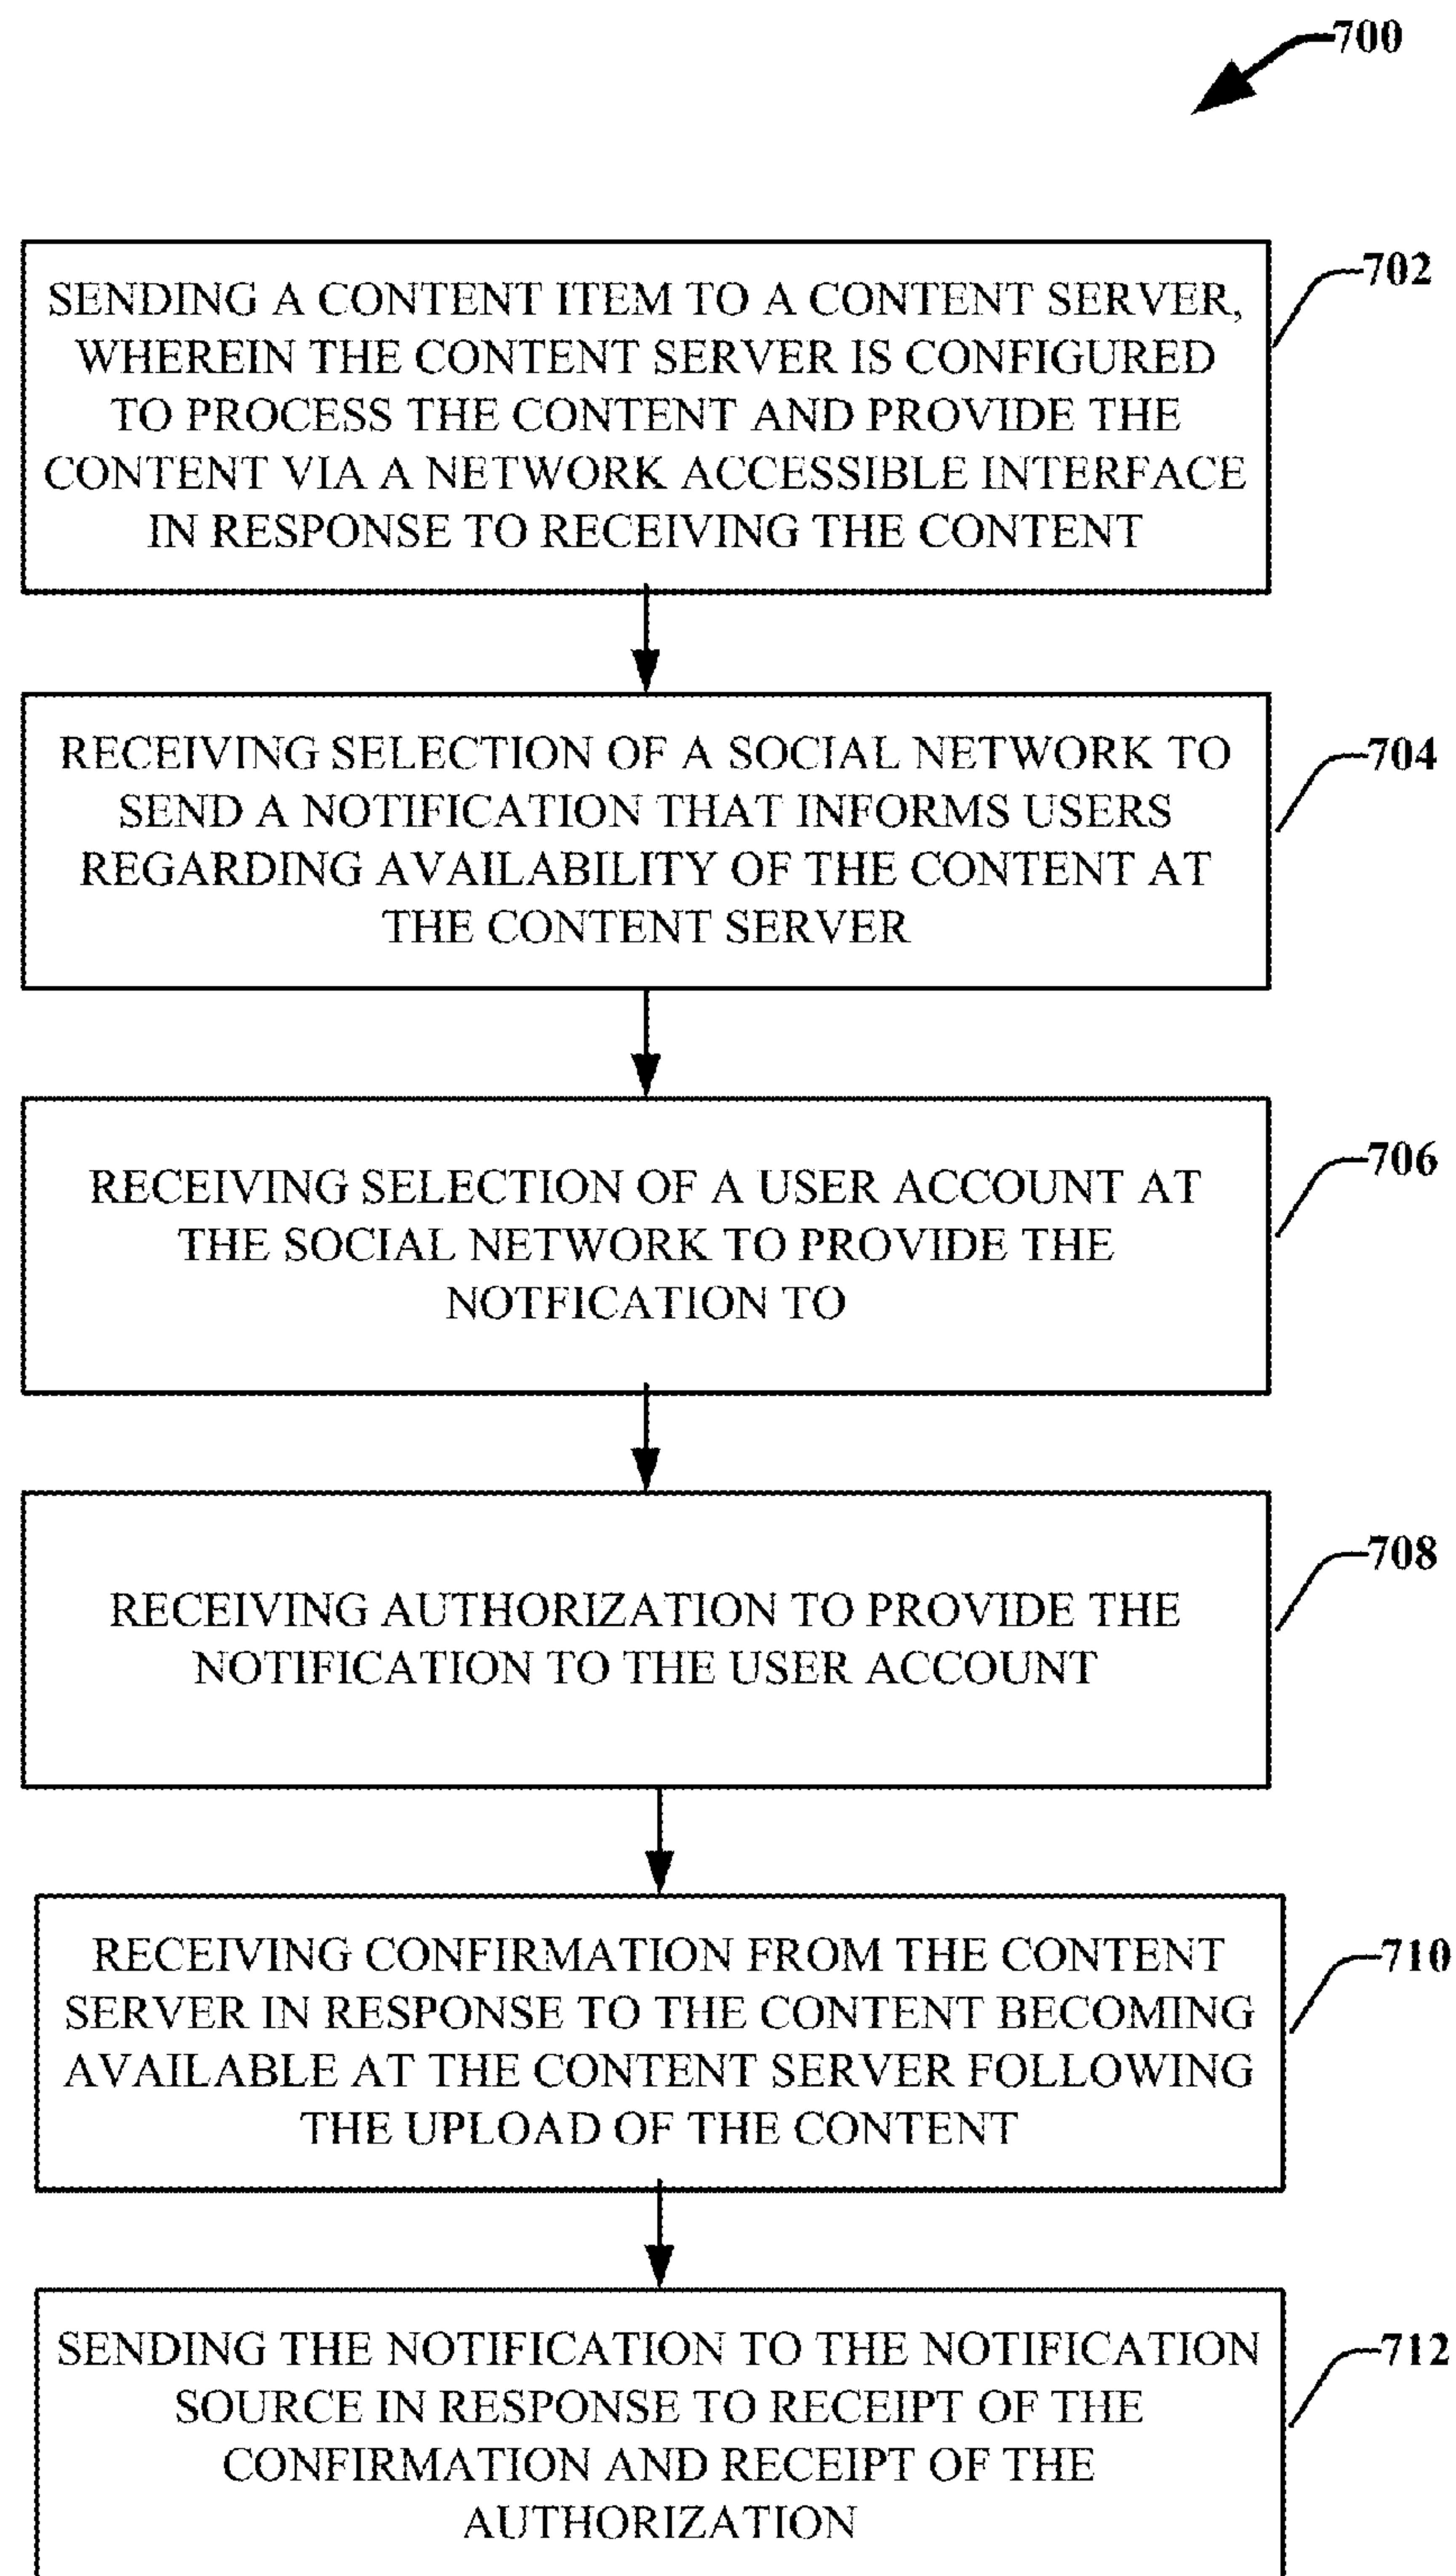 700
SENDING A CONTENT ITEM TO A CONTENT SERVER,
WHEREIN THE CONTENT SERVER IS CONFIGURED
TO PROCESS THE CONTENT AND PROVIDE THE
CONTENT VIA A NETWORK ACCESSIBLE INTERFACE
IN RESPONSE TO RECEIVING THE CONTENT
702
RECEIVING SELECTION OF A SOCIAL NETWORK TO
SEND A NOTIFICATION THAT INFORMS USERS
REGARDING AVAILABILITY OF THE CONTENT AT
THE CONTENT SERVER
704
RECEIVING SELECTION OF A USER ACCOUNT AT
THE SOCIAL NETWORK TO PROVIDE THE
NOTFICATION TO
706
RECEIVING AUTHORIZATION TO PROVIDE THE
NOTIFICATION TO THE USER ACCOUNT
708
RECEIVING CONFIRMATION FROM THE CONTENT
SERVER IN RESPONSE TO THE CONTENT BECOMING
AVAILABLE AT THE CONTENT SERVER FOLLOWING
THE UPLOAD OF THE CONTENT
710
SENDING THE NOTIFICATION TO THE NOTIFICATION
SOURCE IN RESPONSE TO RECEIPT OF THE
CONFIRMATION AND RECEIPT OF THE
AUTHORIZATION
712